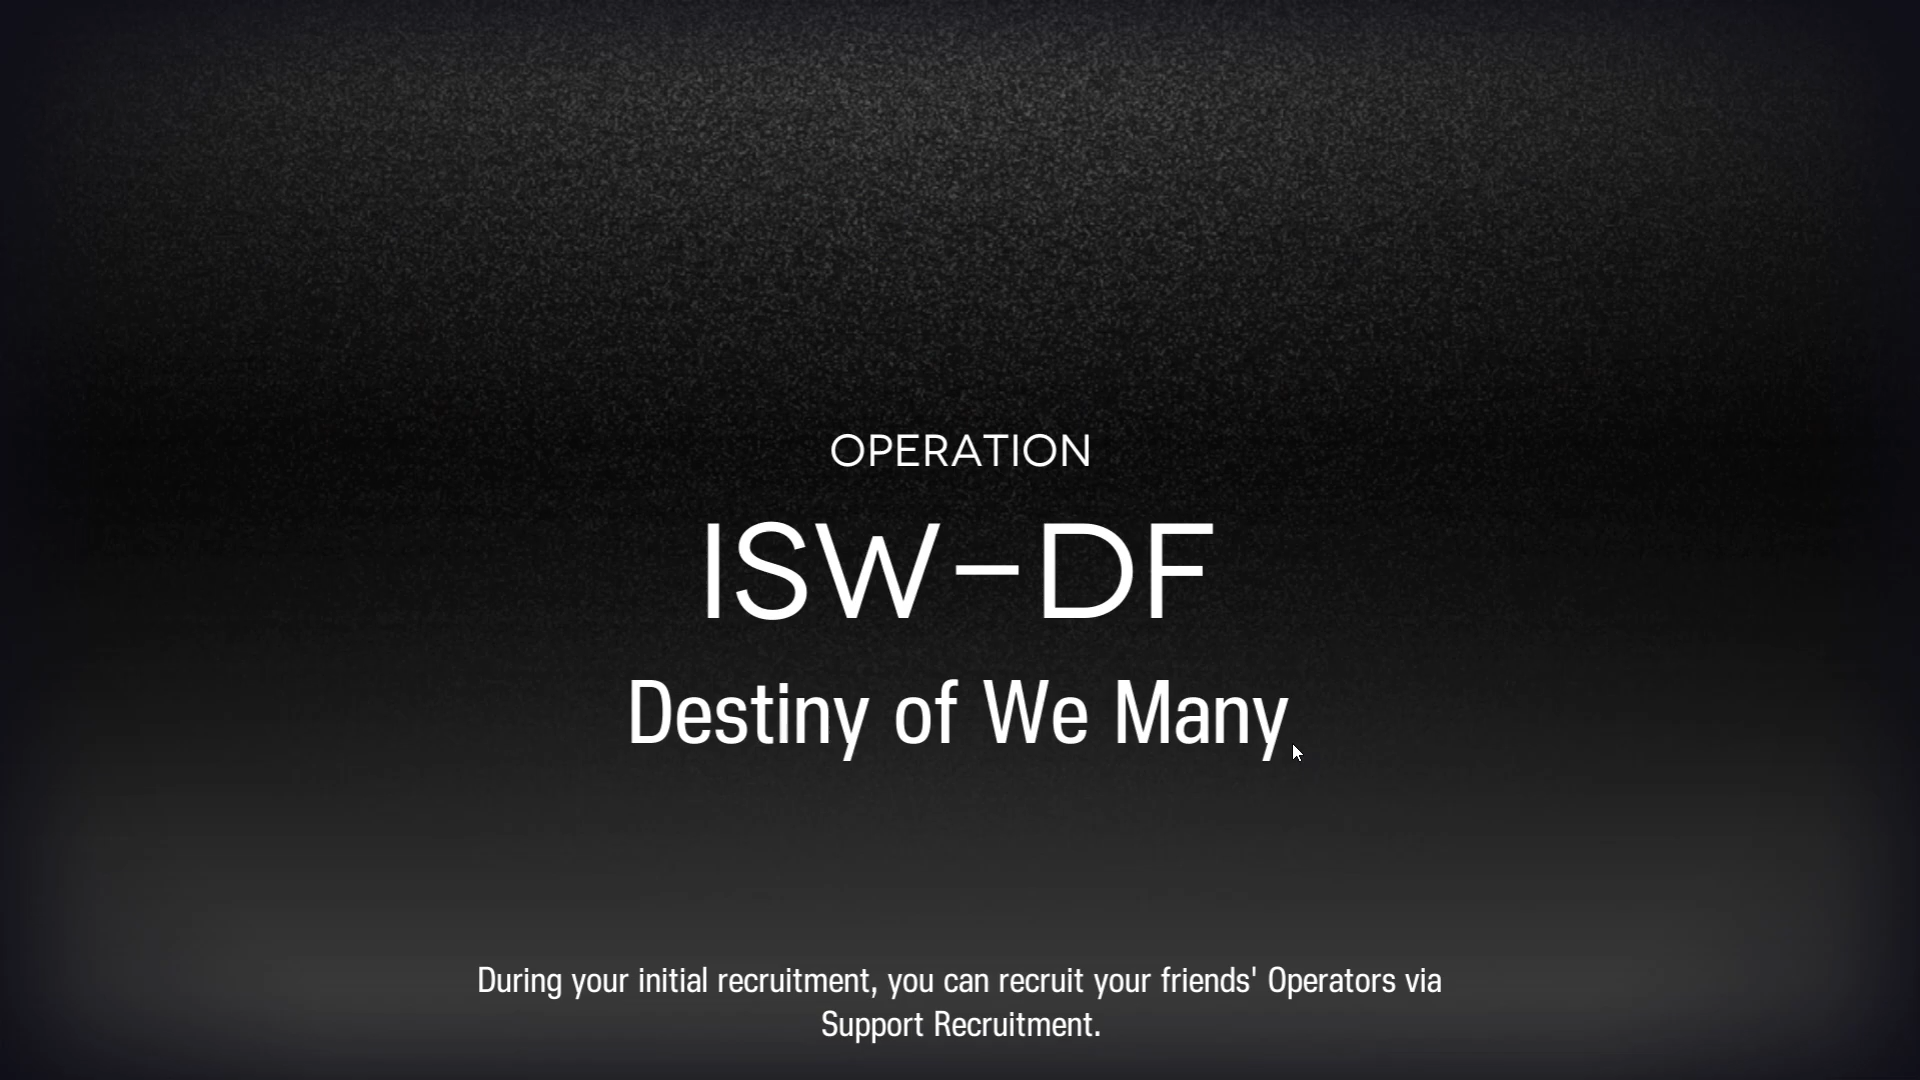 OPERATION
ISW-DF
Destiny of We Many
During your initial recruitment, you can recruit your friends' Operators via
Support Recruitment.